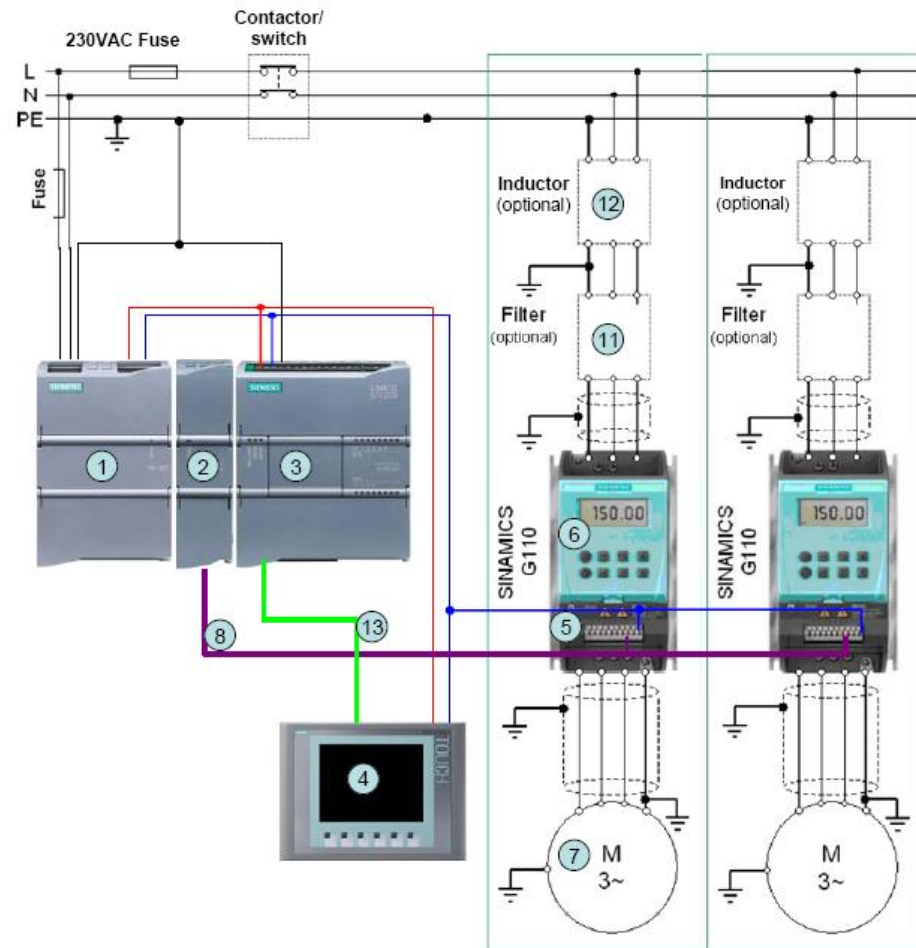 Contactor/
switch
230VAC Fuse
L
N
PE
Fuse
Inductor
(optional)
12
Inductor
(optional)
Filter
(optional)
11
Filter
(optional)
SIEMENS
SIEMENS
1
2
3
SINAMICS
G110
6
150.00
SINAMICS
G110
150.00
5
8
13
TOUCH
4
7
M
3~
M
3~